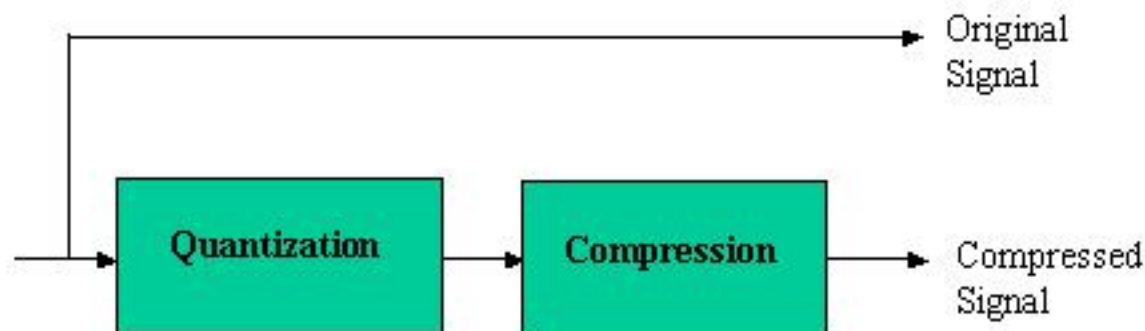 Original
Signal
Quantization
Compression
Compressed
Signal